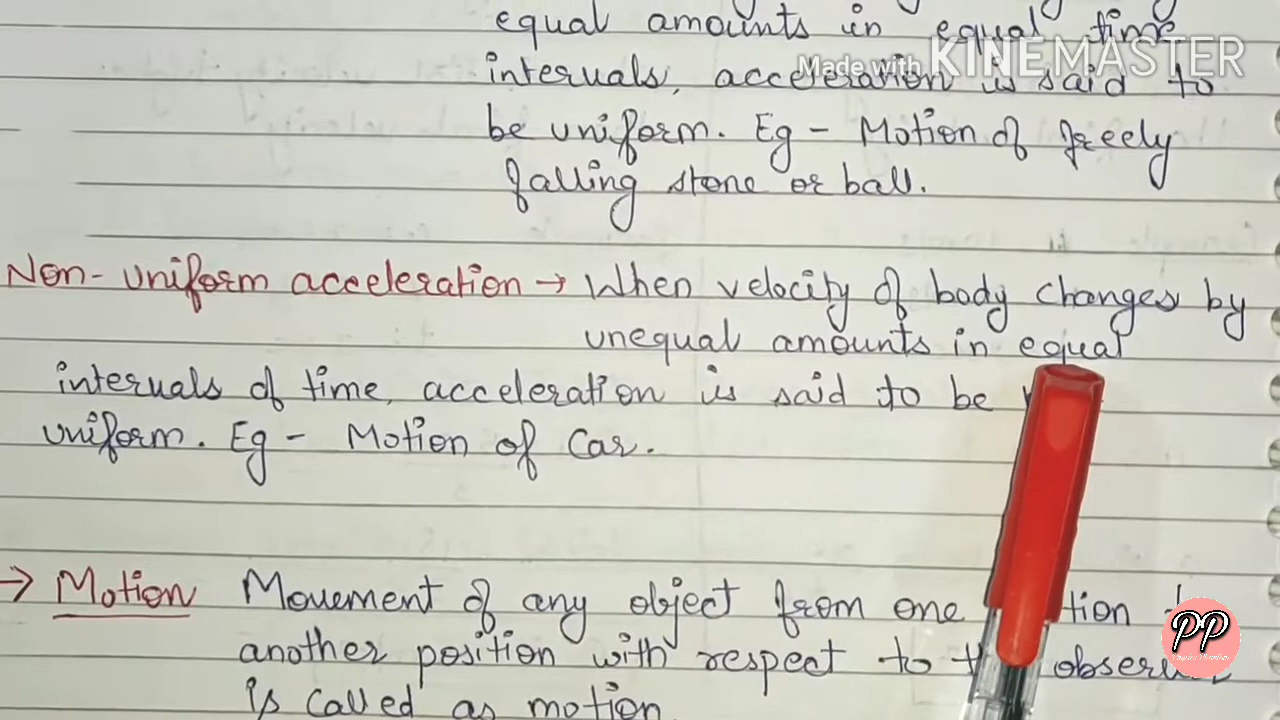 equal amounts in equal time
Made with KINEMASTER
intervals, acceleration is said to
be uniform. Eg - Motion of freely
falling stone or ball.
Non-uniform acceleration → When velocity of body changes by
unequal amounts in equal
intervals of time, acceleration is said to be
uniform. Eg - Motion of Car.
→ Motion Movement of any object from one
another position with respect to
is called as motion.
PP